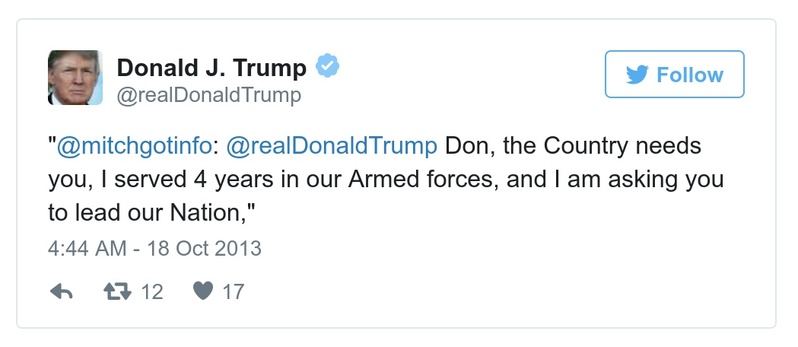 Donald J. Trump
@realDonaldTrump
Follow
"@mitchgotinfo: @realDonaldTrump Don, the Country needs
you, I served 4 years in our Armed forces, and I am asking you
to lead our Nation,"
4:44 AM - 18 Oct 2013
12 17